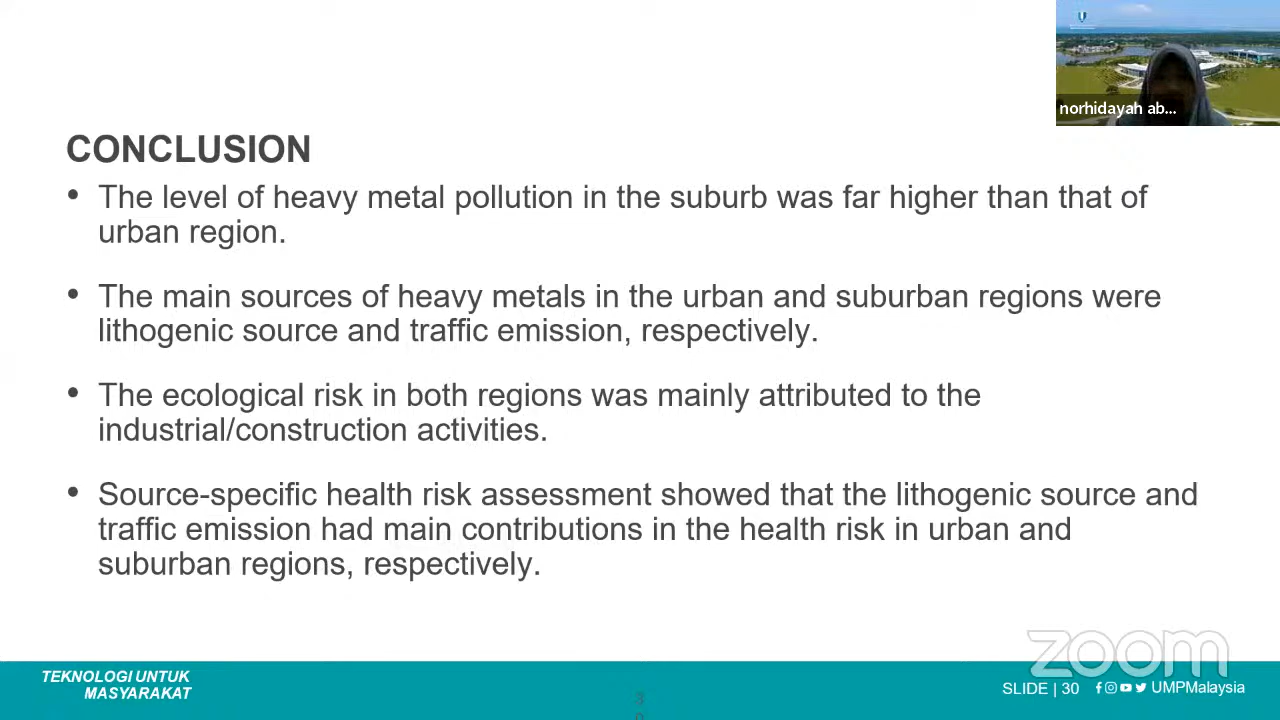 norhidayah ab...
CONCLUSION
• The level of heavy metal pollution in the suburb was far higher than that of
urban region.
• The main sources of heavy metals in the urban and suburban regions were
lithogenic source and traffic emission, respectively.
• The ecological risk in both regions was mainly attributed to the
industrial/construction activities.
• Source-specific health risk assessment showed that the lithogenic source and
traffic emission had main contributions in the health risk in urban and
suburban regions, respectively.
zoom
TEKNOLOGI UNTUK
MASYARAKAT
SLIDE | 30 UMPMalaysia
3